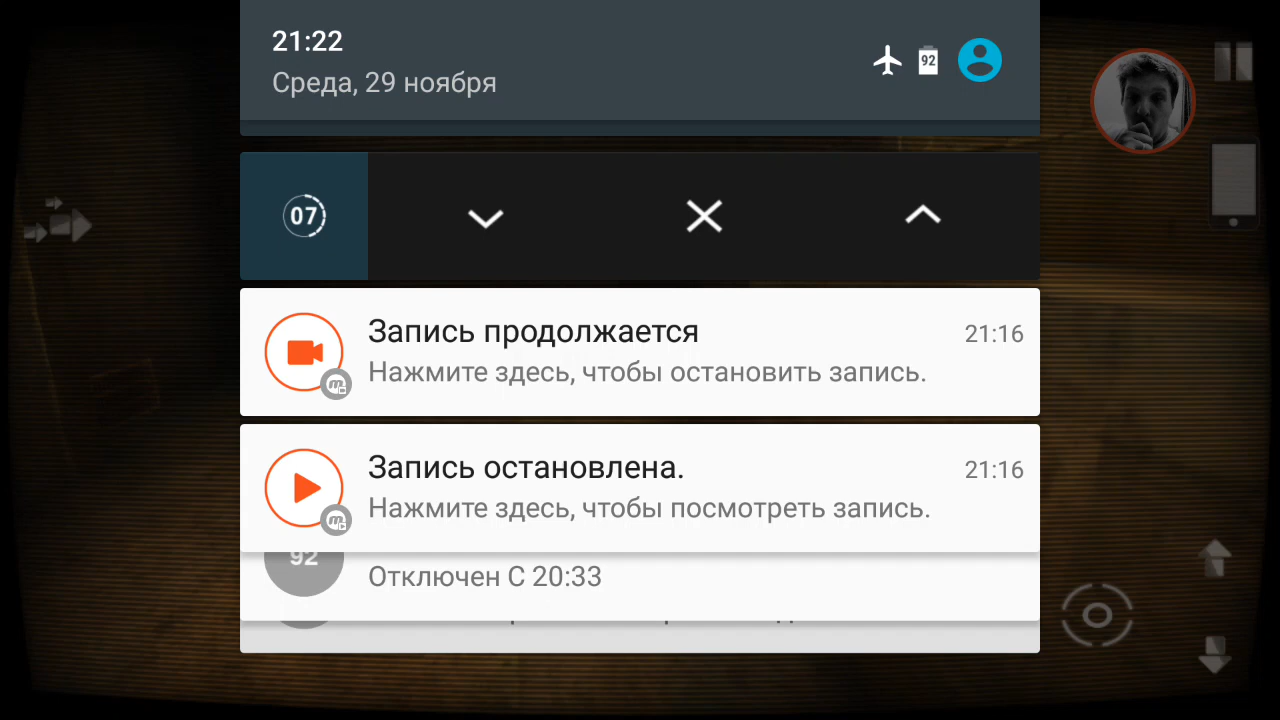 21:22
Среда, 29 ноября
92
07
Запись продолжается
21:16
Нажмите здесь, чтобы остановить запись.
Запись остановлена.
21:16
Нажмите здесь, чтобы посмотреть запись.
92
Отключен С 20:33